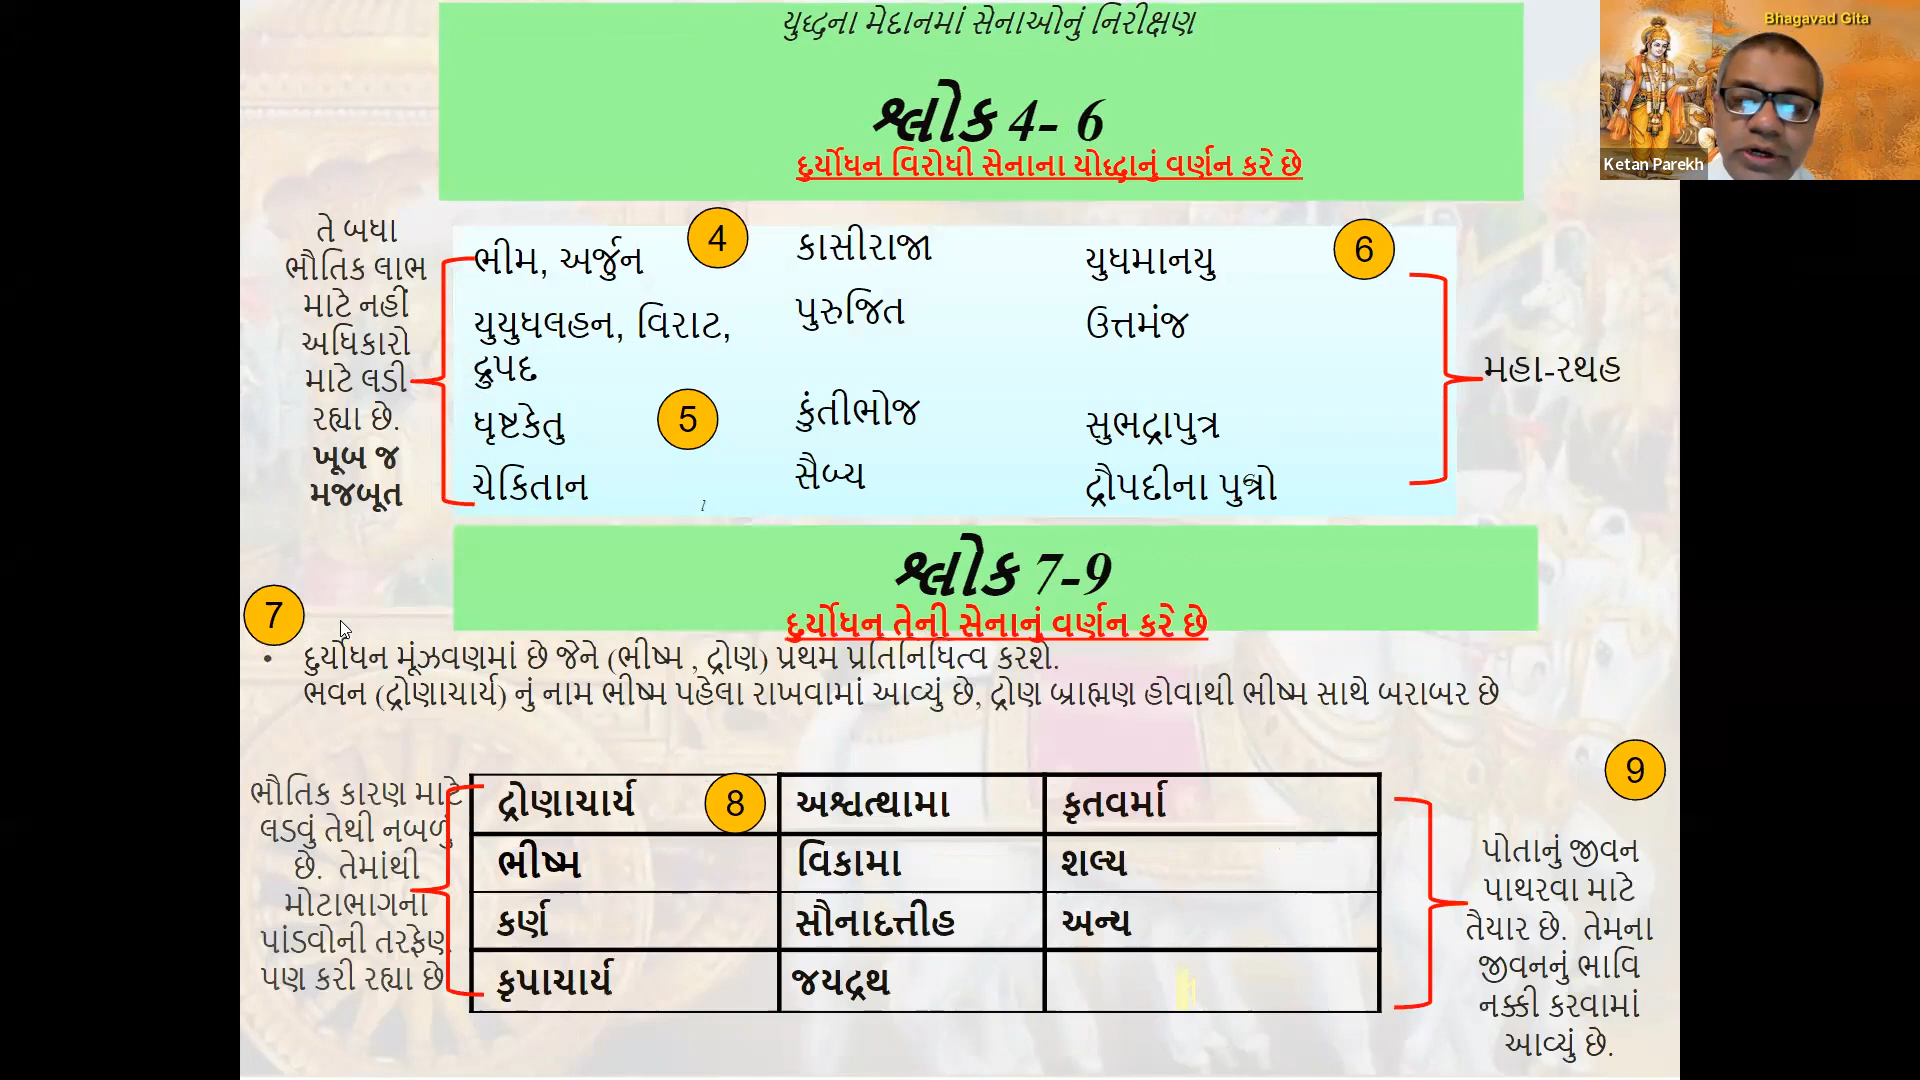 યુદ્ધના મેદાનમાં સેનાઓનું નિરીક્ષણ
Bhagavad Gita
શ્લોક 4- 6
દુર્યોધન વિરોધી સેનાના યોદ્ધાનું વર્ણન કરે છે
Ketan Parekh
તે બધા
ભૌતિક લાભ
માટે નહીં
અધિકારો
માટે લડી
રહ્યા છે.
ખૂબ જ
મજબૂત
ભીમ, અર્જુન
4
યુયુધલહન, વિરાટ,
દ્રુપદ
ધૃષ્ટકેતુ
5
ચેકિતાન
કાસીરાજા
પુરુજિત
કુંતીભોજ
સૈબ્ય
યુધમાનયુ
6
ઉત્તમંજ
સુભદ્રાપુત્ર
દ્રૌપદીના પુત્રો
મહા-રથહ
શ્લોક 7-9
દુર્યોધન તેની સેનાનું વર્ણન કરે છે
7
• દુર્યોધન મૂંઝવણમાં છે જેને (ભીષ્મ , દ્રોણ) પ્રથમ પ્રતિનિધિત્વ કરશે.
ભવન (દ્રોણાચાર્ય) નું નામ ભીષ્મ પહેલા રાખવામાં આવ્યું છે, દ્રોણ બ્રાહ્મણ હોવાથી ભીષ્મ સાથે બરાબર છે
ભૌતિક કારણ માટે
લડવું તેથી નબળું
છે. તેમાંથી
મોટાભાગના
પાંડવોની તરફેણ
પણ કરી રહ્યા છે
દ્રોણાચાર્ય 8 અશ્વત્થામા કૃતવર્મા
ભીષ્મ વિકામા શલ્ય
કર્ણ સૌનાદત્તીહ અન્ય
કૃપાચાર્ય જયદ્રથ
9
પોતાનું જીવન
પાથરવા માટે
તૈયાર છે. તેમના
જીવનનું ભાવિ
નક્કી કરવામાં
આવ્યું છે.